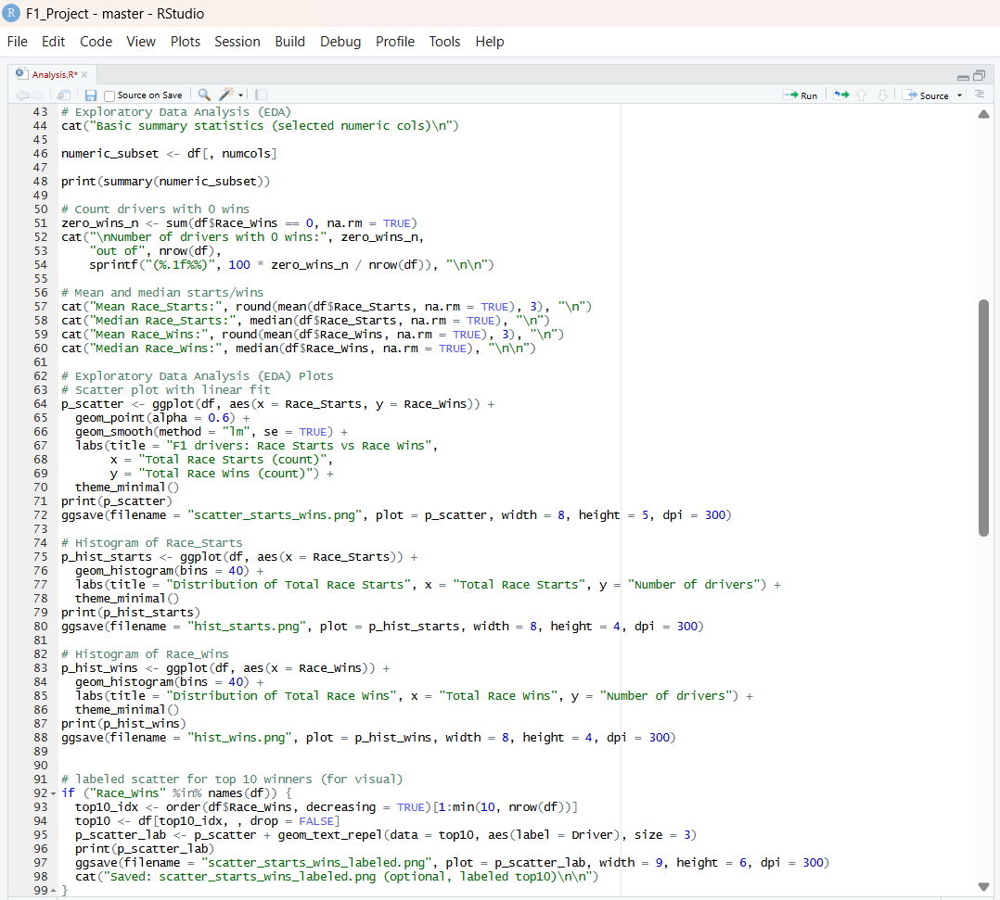 R F1_Project - master - RStudio
File Edit Code View Plots Session Build Debug Profile Tools Help
Analysis.R*
Source on Save Run Source
43 # Exploratory Data Analysis (EDA)
44 cat("Basic summary statistics (selected numeric cols)\n")
45
46 numeric_subset <- df[, numcols]
47
48 print(summary(numeric_subset))
49
50 # Count drivers with 0 wins
51 zero_wins_n <- sum(df$Race_Wins == 0, na.rm = TRUE)
52 cat("\nNumber of drivers with 0 wins:", zero_wins_n,
53     "out of", nrow(df),
54     sprintf("(%.1f%%)", 100 * zero_wins_n / nrow(df)), "\n\n")
55
56 # Mean and median starts/wins
57 cat("Mean Race_Starts:", round(mean(df$Race_Starts, na.rm = TRUE), 3), "\n")
58 cat("Median Race_Starts:", median(df$Race_Starts, na.rm = TRUE), "\n")
59 cat("Mean Race_Wins:", round(mean(df$Race_Wins, na.rm = TRUE), 3), "\n")
60 cat("Median Race_Wins:", median(df$Race_Wins, na.rm = TRUE), "\n\n")
61
62 # Exploratory Data Analysis (EDA) Plots
63 # Scatter plot with linear fit
64 p_scatter <- ggplot(df, aes(x = Race_Starts, y = Race_Wins)) +
65   geom_point(alpha = 0.6) +
66   geom_smooth(method = "lm", se = TRUE) +
67   labs(title = "F1 drivers: Race Starts vs Race Wins",
68        x = "Total Race Starts (count)",
69        y = "Total Race Wins (count)") +
70   theme_minimal()
71 print(p_scatter)
72 ggsave(filename = "scatter_starts_wins.png", plot = p_scatter, width = 8, height = 5, dpi = 300)
73
74 # Histogram of Race_Starts
75 p_hist_starts <- ggplot(df, aes(x = Race_Starts)) +
76   geom_histogram(bins = 40) +
77   labs(title = "Distribution of Total Race Starts", x = "Total Race Starts", y = "Number of drivers") +
78   theme_minimal()
79 print(p_hist_starts)
80 ggsave(filename = "hist_starts.png", plot = p_hist_starts, width = 8, height = 4, dpi = 300)
81
82 # Histogram of Race_Wins
83 p_hist_wins <- ggplot(df, aes(x = Race_Wins)) +
84   geom_histogram(bins = 40) +
85   labs(title = "Distribution of Total Race Wins", x = "Total Race Wins", y = "Number of drivers") +
86   theme_minimal()
87 print(p_hist_wins)
88 ggsave(filename = "hist_wins.png", plot = p_hist_wins, width = 8, height = 4, dpi = 300)
89
90
91 # labeled scatter for top 10 winners (for visual)
92 if ("Race_Wins" %in% names(df)) {
93   top10_idx <- order(df$Race_Wins, decreasing = TRUE)[1:min(10, nrow(df))]
94   top10 <- df[top10_idx, , drop = FALSE]
95   p_scatter_lab <- p_scatter + geom_text_repel(data = top10, aes(label = Driver), size = 3)
96   print(p_scatter_lab)
97   ggsave(filename = "scatter_starts_wins_labeled.png", plot = p_scatter_lab, width = 9, height = 6, dpi = 300)
98   cat("Saved: scatter_starts_wins_labeled.png (optional, labeled top10)\n\n")
99 }